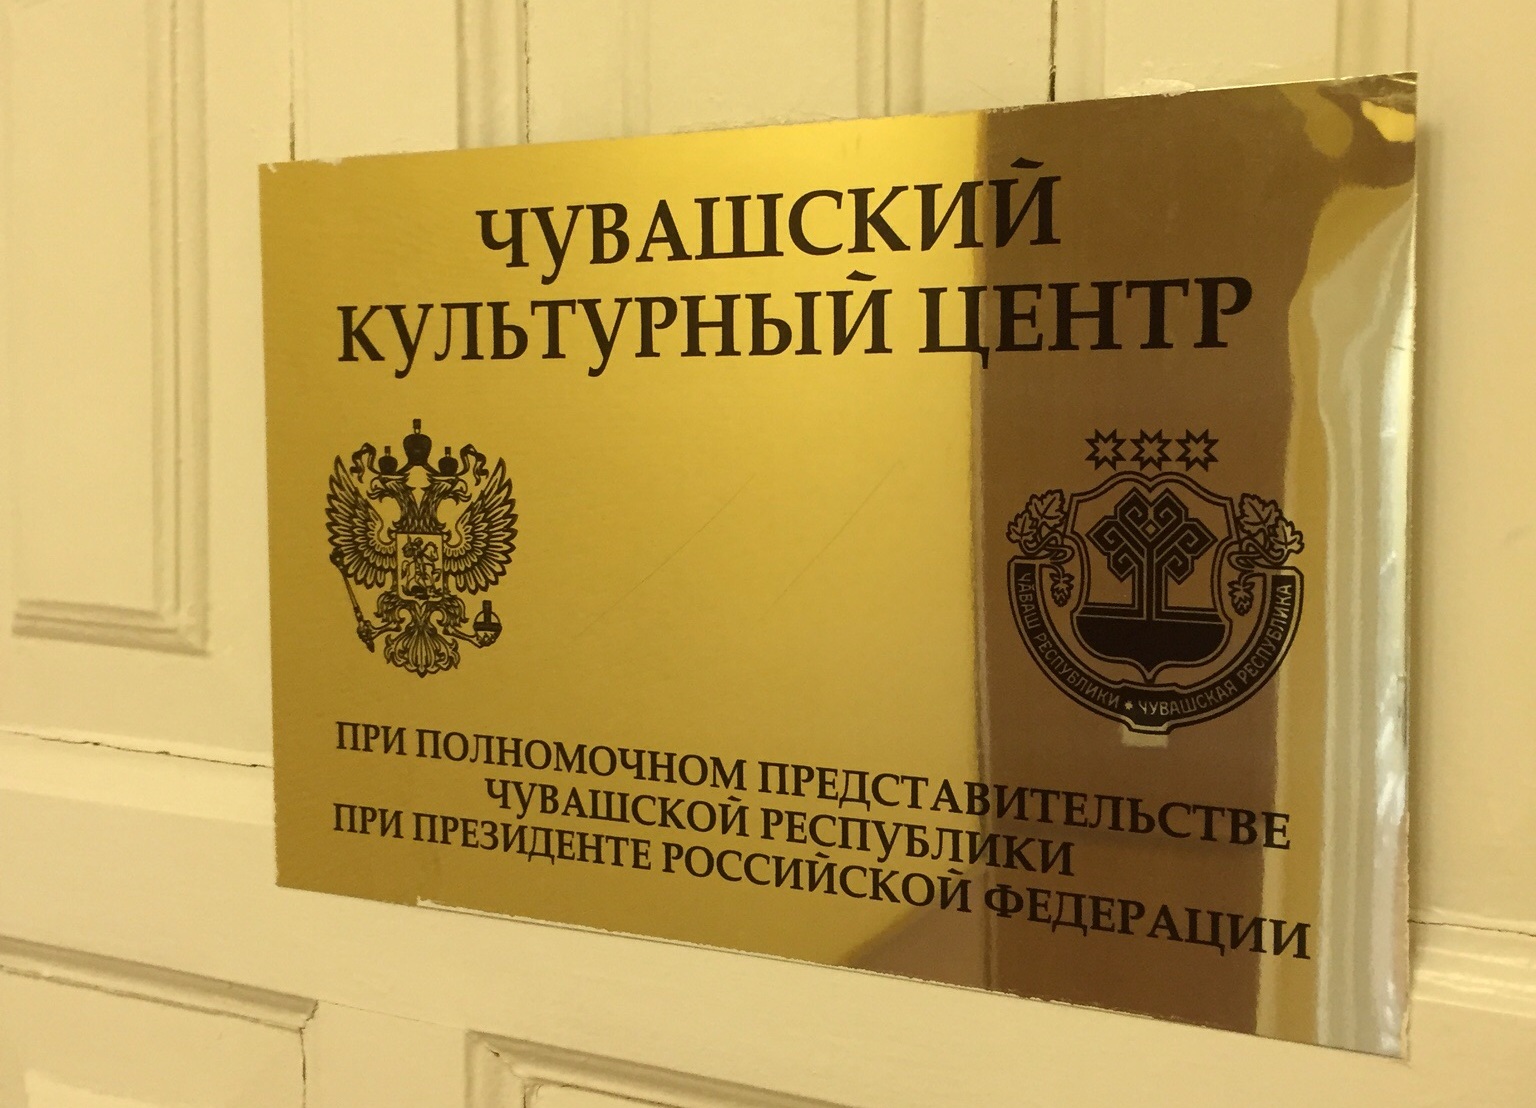 ЧУВАШСКИЙ
КУЛЬТУРНЫЙ ЦЕНТР
ЧӐВАШ РЕСПУБЛИКИ * ЧУВАШСКАЯ РЕСПУБЛИКА
ПРИ ПОЛНОМОЧНОМ ПРЕДСТАВИТЕЛЬСТВЕ
ЧУВАШСКОЙ РЕСПУБЛИКИ
ПРИ ПРЕЗИДЕНТЕ РОССИЙСКОЙ ФЕДЕРАЦИИ